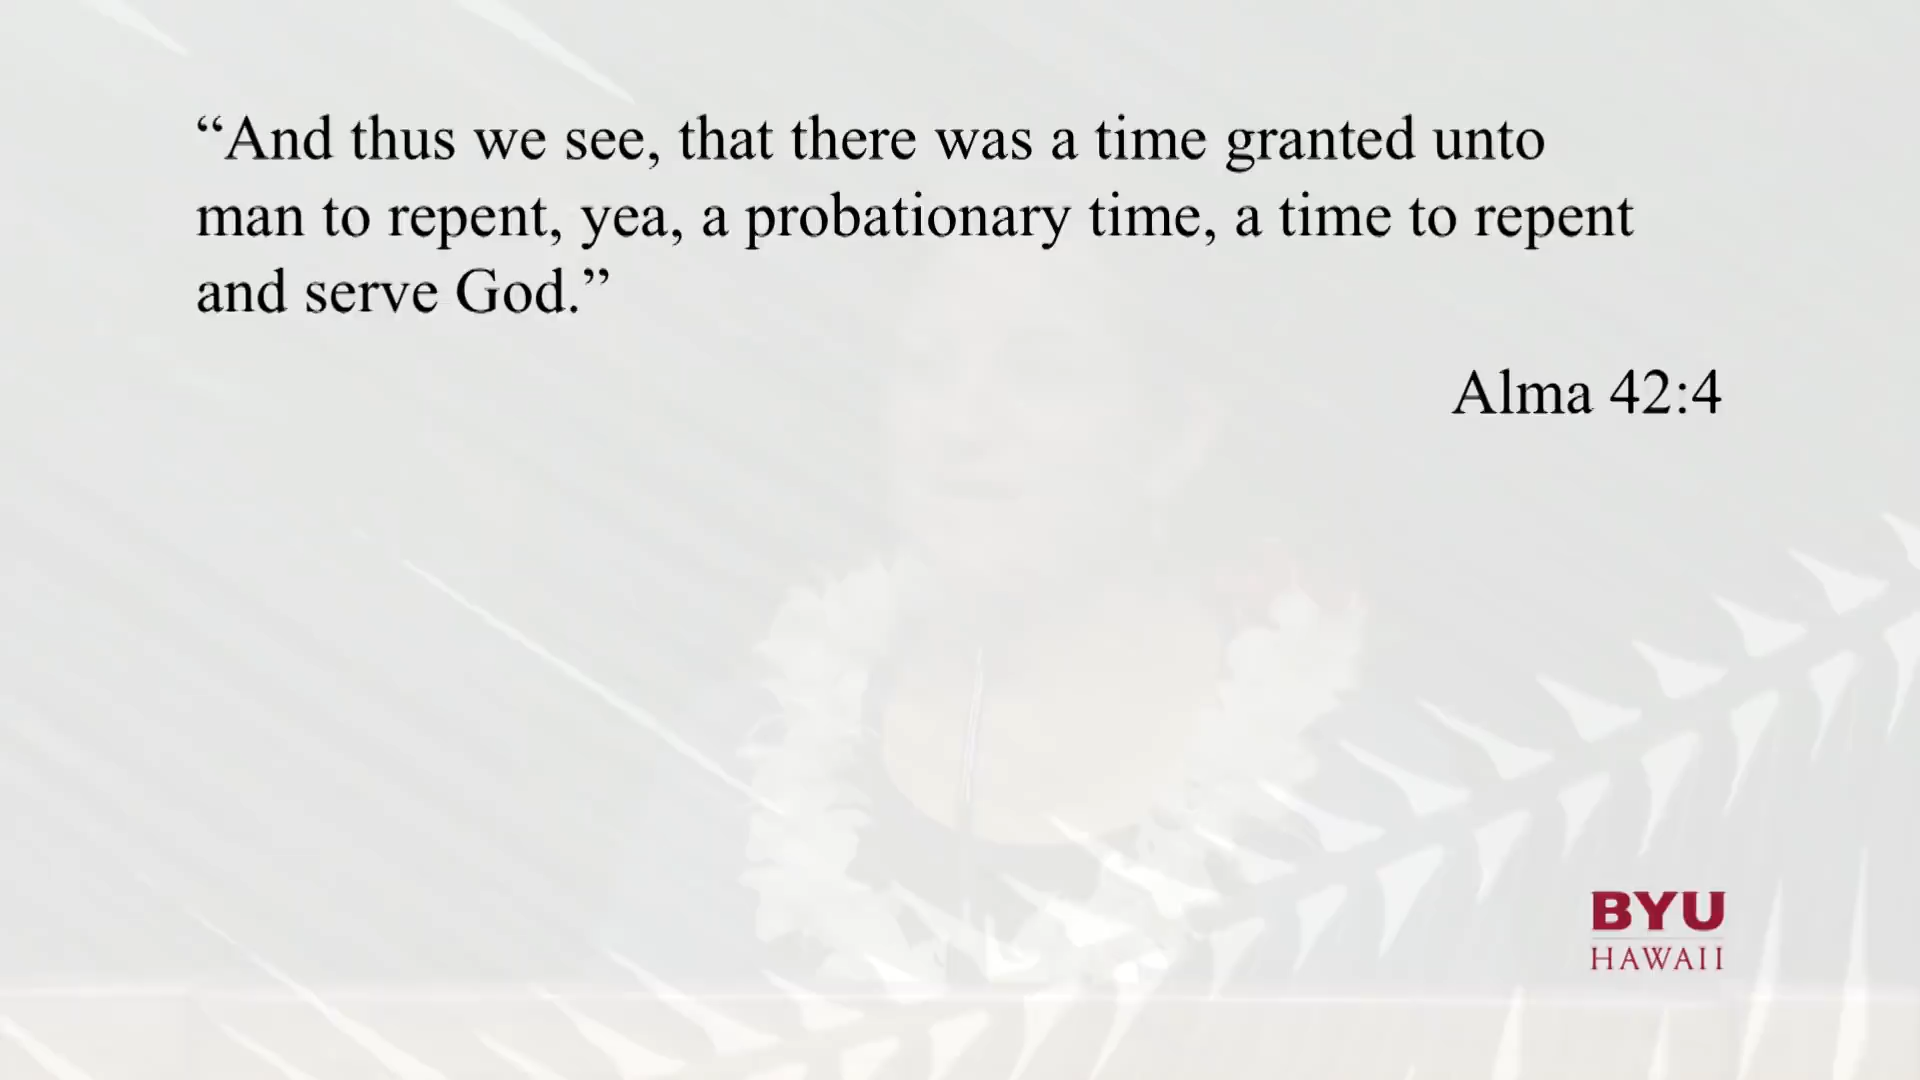 “And thus we see, that there was a time granted unto
man to repent, yea, a probationary time, a time to repent
and serve God.”
Alma 42:4
BYU
HAWAII